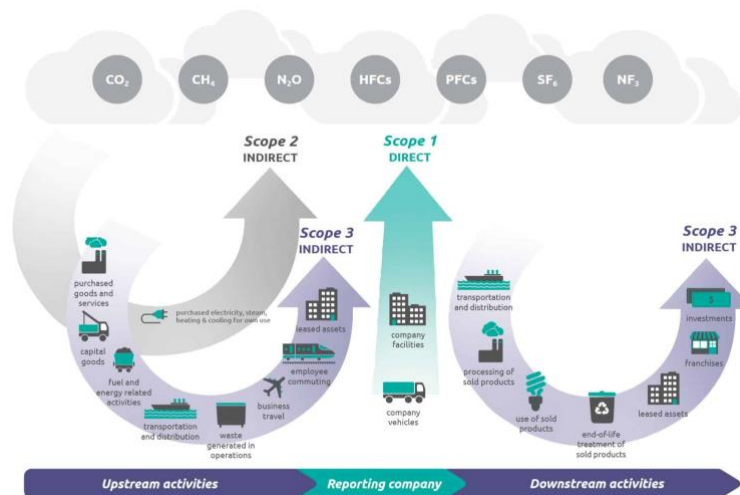 CO₂
CH₄
N₂O
HFCs
PFCs
SF₆
NF₃
Scope 2
INDIRECT
Scope 1
DIRECT
Scope 3
INDIRECT
Scope 3
INDIRECT
purchased
goods and
services
capital
goods
fuel and
energy related
activities
transportation
and distribution
waste
generated in
operations
business
travel
employee
commuting
leased assets
purchased electricity, steam,
heating & cooling for own use
company
facilities
company
vehicles
transportation
and distribution
processing of
sold products
use of sold
products
end-of-life
treatment of
sold products
leased assets
franchises
investments
$
Upstream activities
Reporting company
Downstream activities